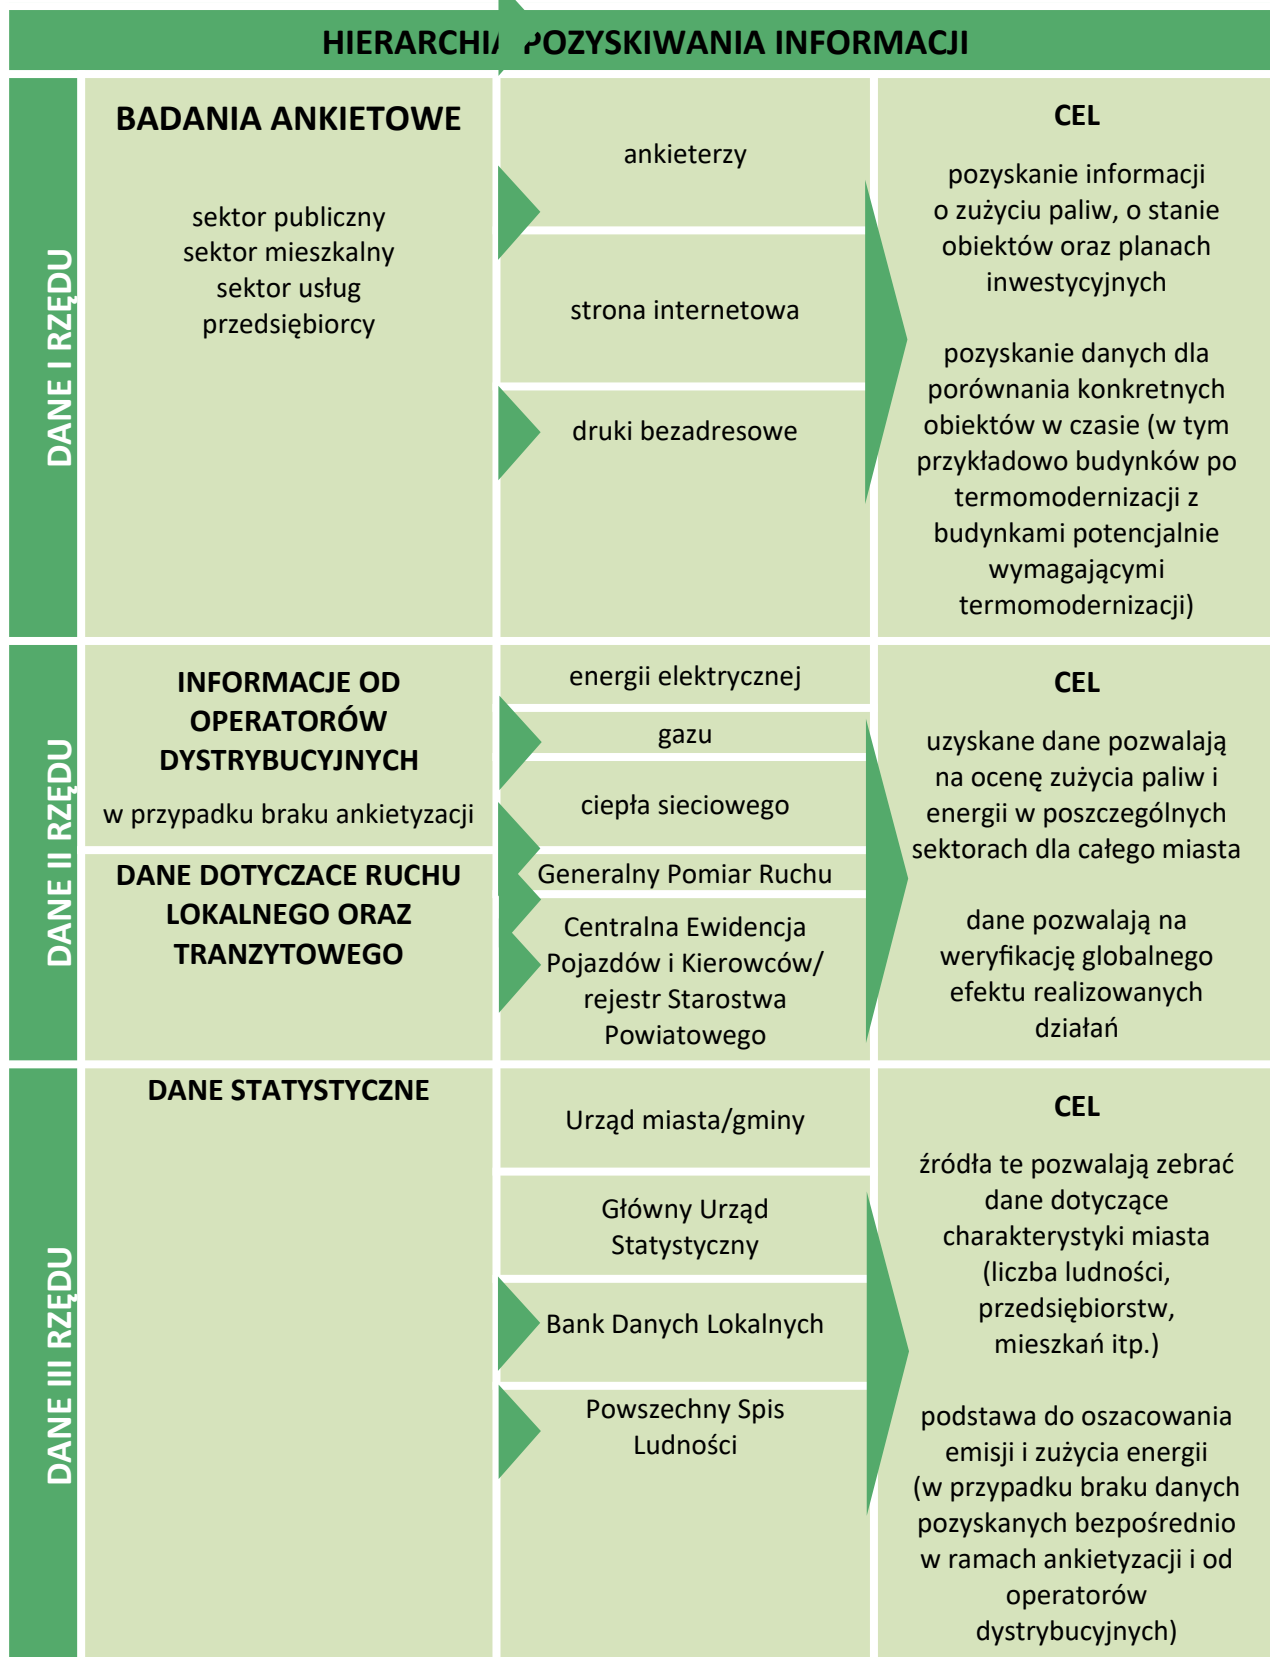 HIERARCHIA POZYSKIWANIA INFORMACJI
DANE I RZĘDU
BADANIA ANKIETOWE
sektor publiczny
sektor mieszkalny
sektor usług
przedsiębiorcy
ankieterzy
strona internetowa
druki bezadresowe
CEL
pozyskanie informacji
o zużyciu paliw, o stanie
obiektów oraz planach
inwestycyjnych
pozyskanie danych dla
porównania konkretnych
obiektów w czasie (w tym
przykładowo budynków po
termomodernizacji z
budynkami potencjalnie
wymagającymi
termomodernizacji)
DANE II RZĘDU
INFORMACJE OD
OPERATORÓW
DYSTRYBUCYJNYCH
w przypadku braku ankietyzacji
energii elektrycznej
gazu
ciepła sieciowego
DANE DOTYCZACE RUCHU
LOKALNEGO ORAZ
TRANZYTOWEGO
Generalny Pomiar Ruchu
Centralna Ewidencja
Pojazdów i Kierowców/
rejestr Starostwa
Powiatowego
CEL
uzyskane dane pozwalają
na ocenę zużycia paliw i
energii w poszczególnych
sektorach dla całego miasta
dane pozwalają na
weryfikację globalnego
efektu realizowanych
działań
DANE III RZĘDU
DANE STATYSTYCZNE
Urząd miasta/gminy
Główny Urząd
Statystyczny
Bank Danych Lokalnych
Powszechny Spis
Ludności
CEL
źródła te pozwalają zebrać
dane dotyczące
charakterystyki miasta
(liczba ludności,
przedsiębiorstw,
mieszkań itp.)
podstawa do oszacowania
emisji i zużycia energii
(w przypadku braku danych
pozyskanych bezpośrednio
w ramach ankietyzacji i od
operatorów
dystrybucyjnych)